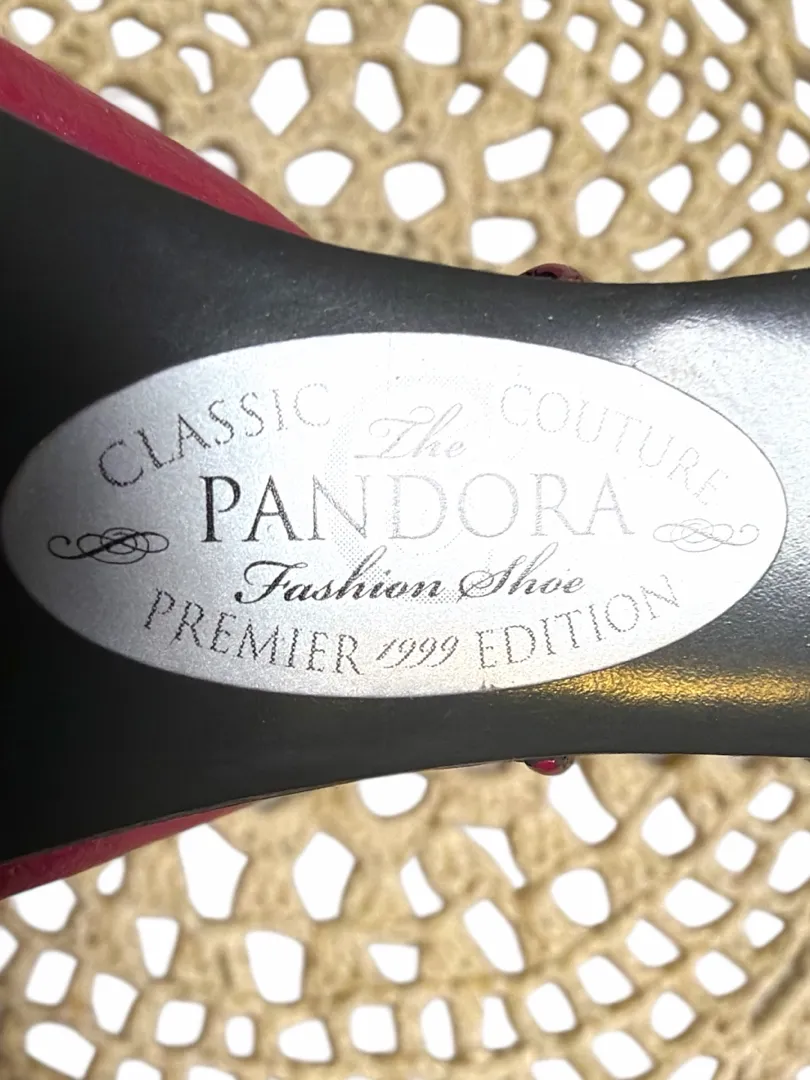 CLASSIC COUTURE
The
PANDORA
Fashion Shoe
PREMIER 1999 EDITION